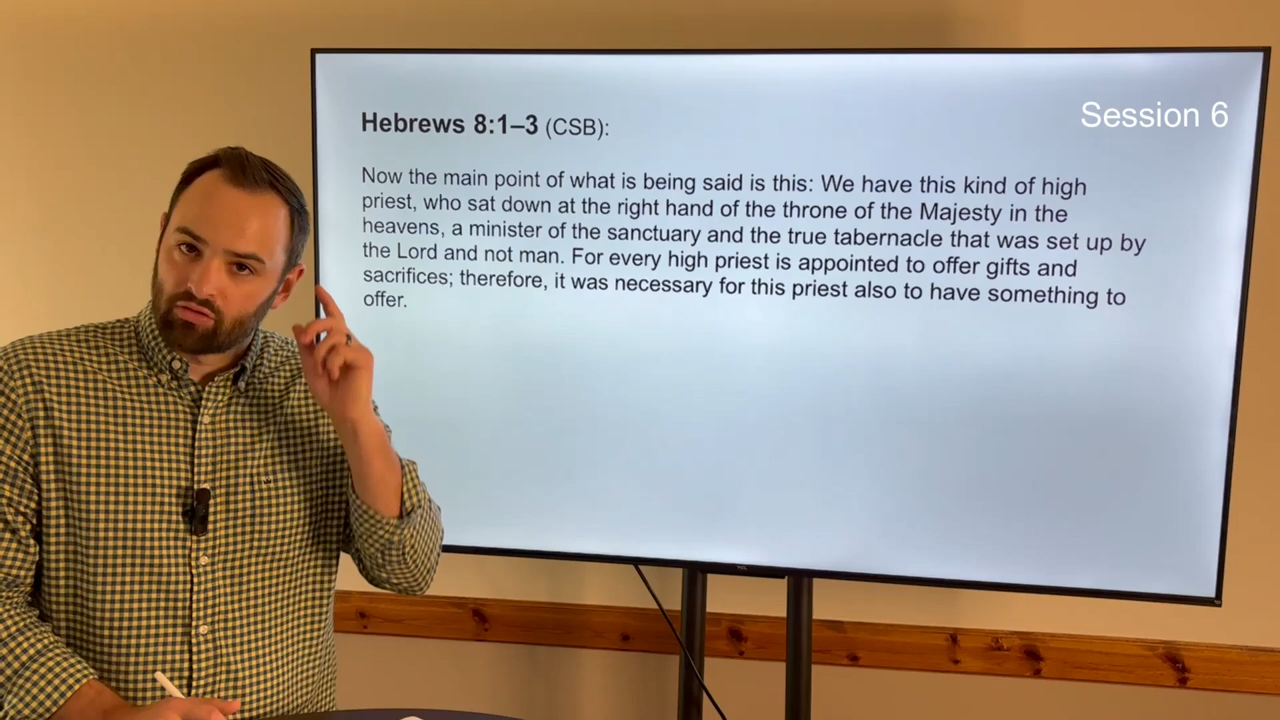 Session 6
Hebrews 8:1–3 (CSB):
Now the main point of what is being said is this: We have this kind of high
priest, who sat down at the right hand of the throne of the Majesty in the
heavens, a minister of the sanctuary and the true tabernacle that was set up by
the Lord and not man. For every high priest is appointed to offer gifts and
sacrifices; therefore, it was necessary for this priest also to have something to
offer.
TCL